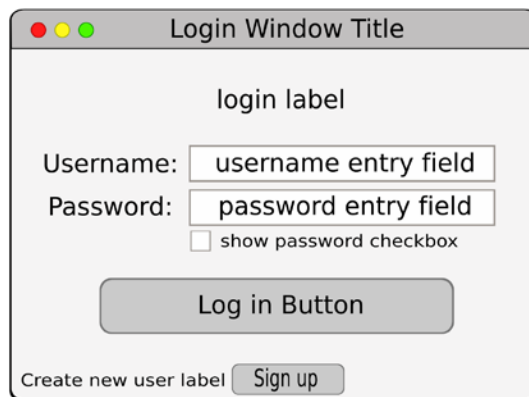 Login Window Title
login label
Username: username entry field
Password: password entry field
show password checkbox
Log in Button
Create new user label Sign up